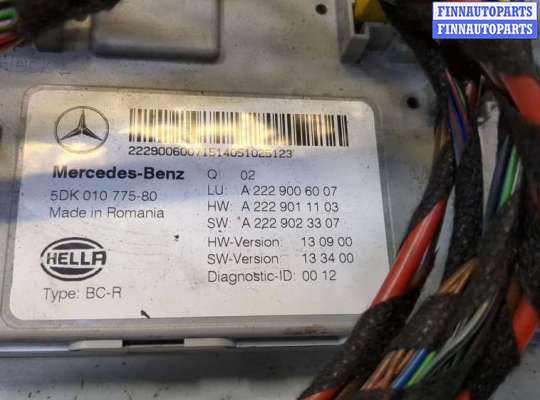 FINNAUTOPARTS
FINNAUTOPARTS
22290060071514051025123
Mercedes-Benz
5DK 010 775-80
Made in Romania
HELLA
Type: BC-R
Q: 02
LU: A 222 900 60 07
HW: A 222 901 11 03
SW: A 222 902 33 07
HW-Version: 13 09 00
SW-Version: 13 34 00
Diagnostic-ID: 00 12